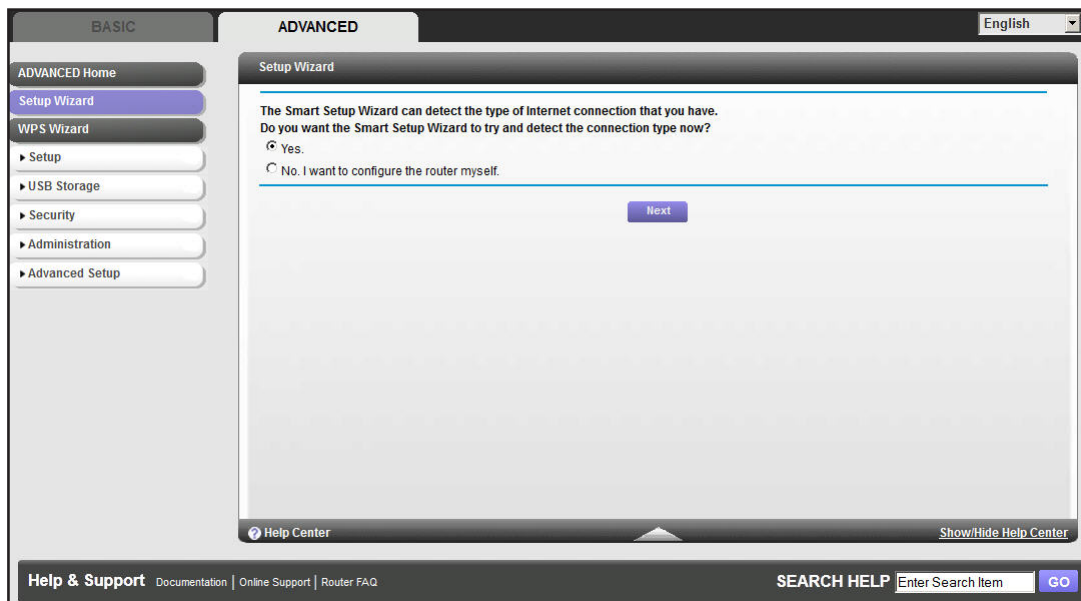 BASIC
ADVANCED
English
ADVANCED Home
Setup Wizard
WPS Wizard
Setup
USB Storage
Security
Administration
Advanced Setup
Setup Wizard
The Smart Setup Wizard can detect the type of Internet connection that you have.
Do you want the Smart Setup Wizard to try and detect the connection type now?
Yes.
No. I want to configure the router myself.
Next
Help Center
Show/Hide Help Center
Help & Support Documentation | Online Support | Router FAQ
SEARCH HELP Enter Search Item GO